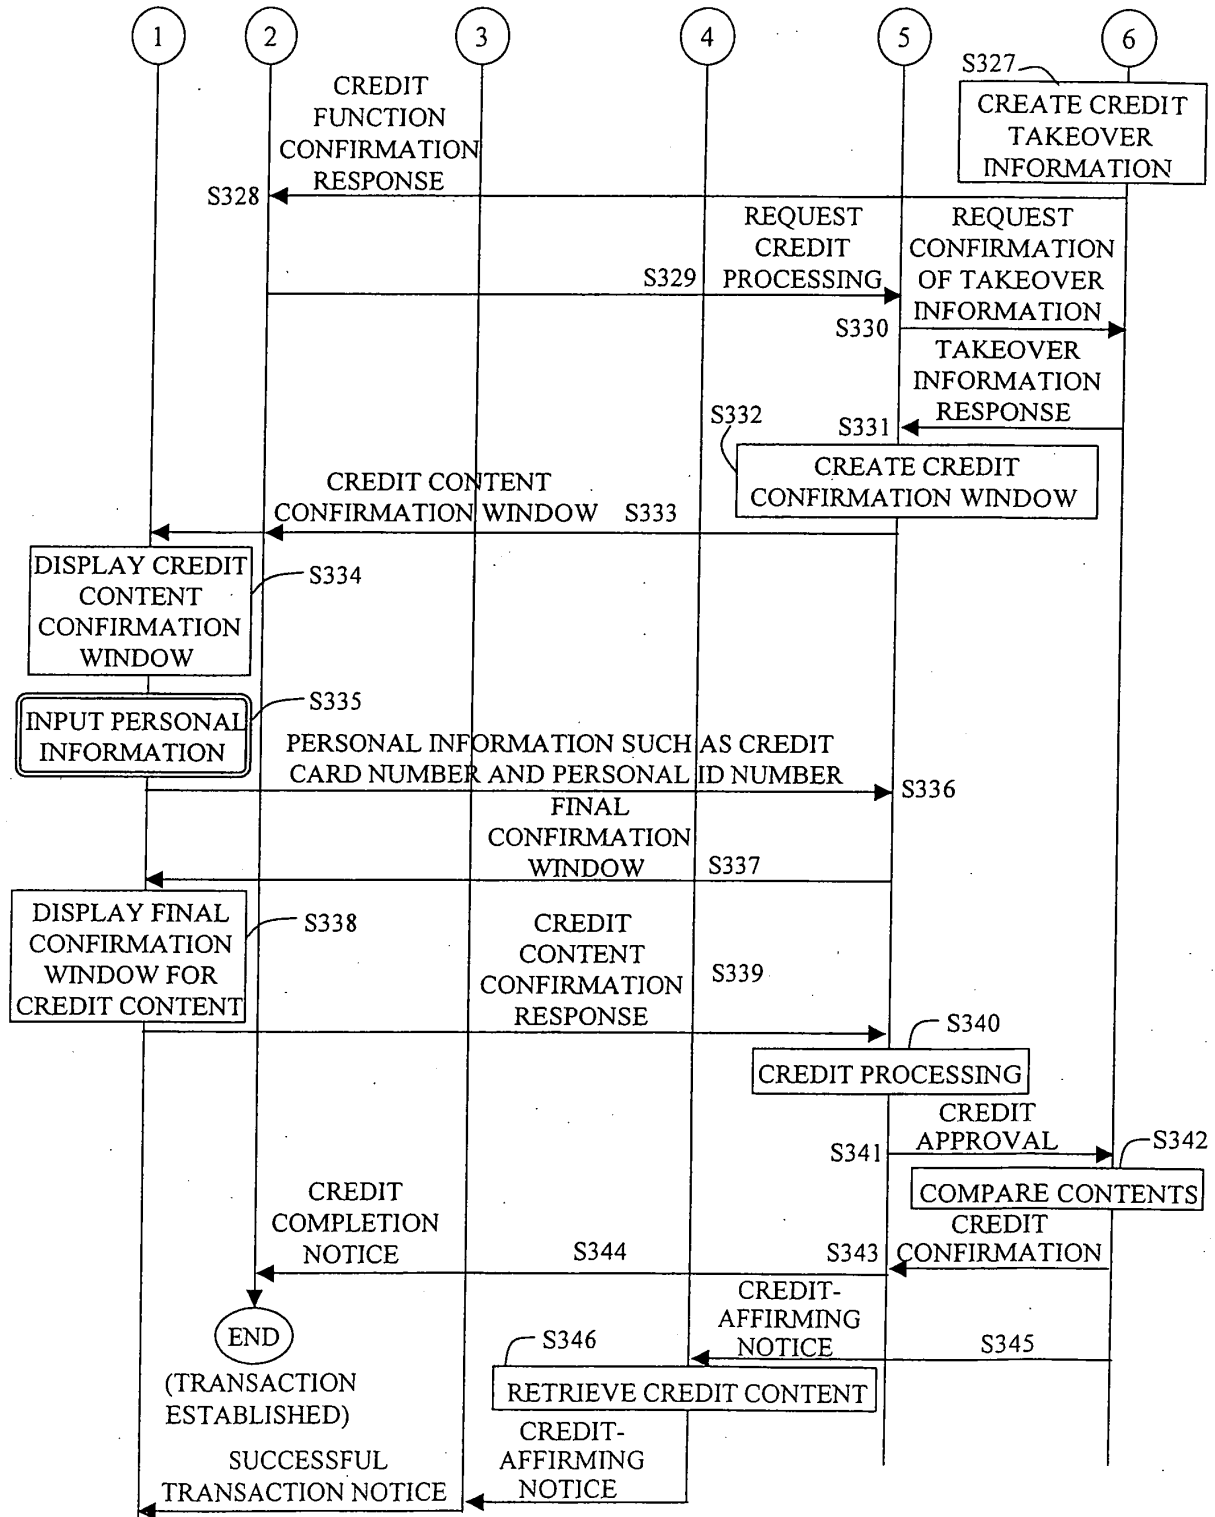 1
2
3
4
5
6
S327
CREATE CREDIT
TAKEOVER
INFORMATION
CREDIT
FUNCTION
CONFIRMATION
RESPONSE
S328
REQUEST
CREDIT
PROCESSING
S329
REQUEST
CONFIRMATION
OF TAKEOVER
INFORMATION
S330
TAKEOVER
INFORMATION
RESPONSE
S331
S332
CREATE CREDIT
CONFIRMATION WINDOW
CREDIT CONTENT
CONFIRMATION WINDOW
S333
DISPLAY CREDIT
CONTENT
CONFIRMATION
WINDOW
S334
INPUT PERSONAL
INFORMATION
S335
PERSONAL INFORMATION SUCH AS CREDIT
CARD NUMBER AND PERSONAL ID NUMBER
S336
FINAL
CONFIRMATION
WINDOW
S337
DISPLAY FINAL
CONFIRMATION
WINDOW FOR
CREDIT CONTENT
S338
CREDIT
CONTENT
CONFIRMATION
RESPONSE
S339
S340
CREDIT PROCESSING
CREDIT
APPROVAL
S341
S342
COMPARE CONTENTS
CREDIT
CONFIRMATION
S343
CREDIT
COMPLETION
NOTICE
S344
END
(TRANSACTION
ESTABLISHED)
CREDIT-
AFFIRMING
NOTICE
S345
S346
RETRIEVE CREDIT CONTENT
CREDIT-
AFFIRMING
NOTICE
SUCCESSFUL
TRANSACTION NOTICE